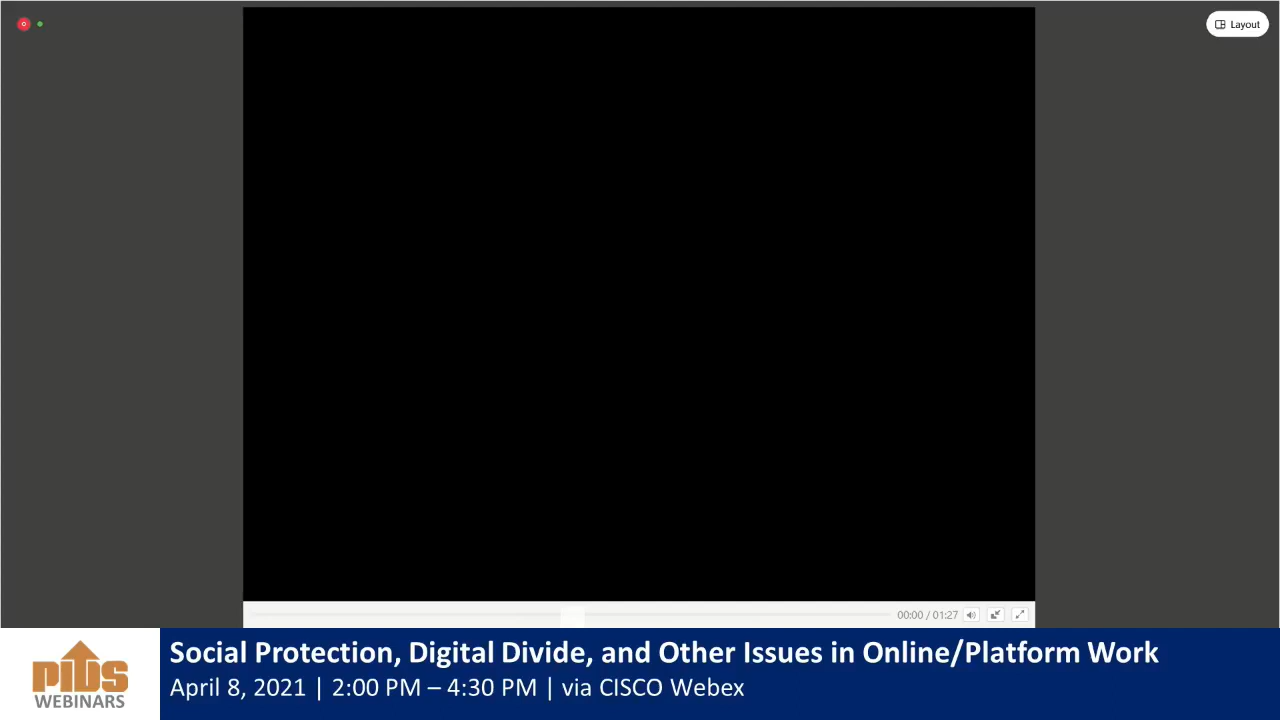 Layout
00:00 / 01:27
Social Protection, Digital Divide, and Other Issues in Online/Platform Work
April 8, 2021 | 2:00 PM – 4:30 PM | via CISCO Webex
PIDS
WEBINARS